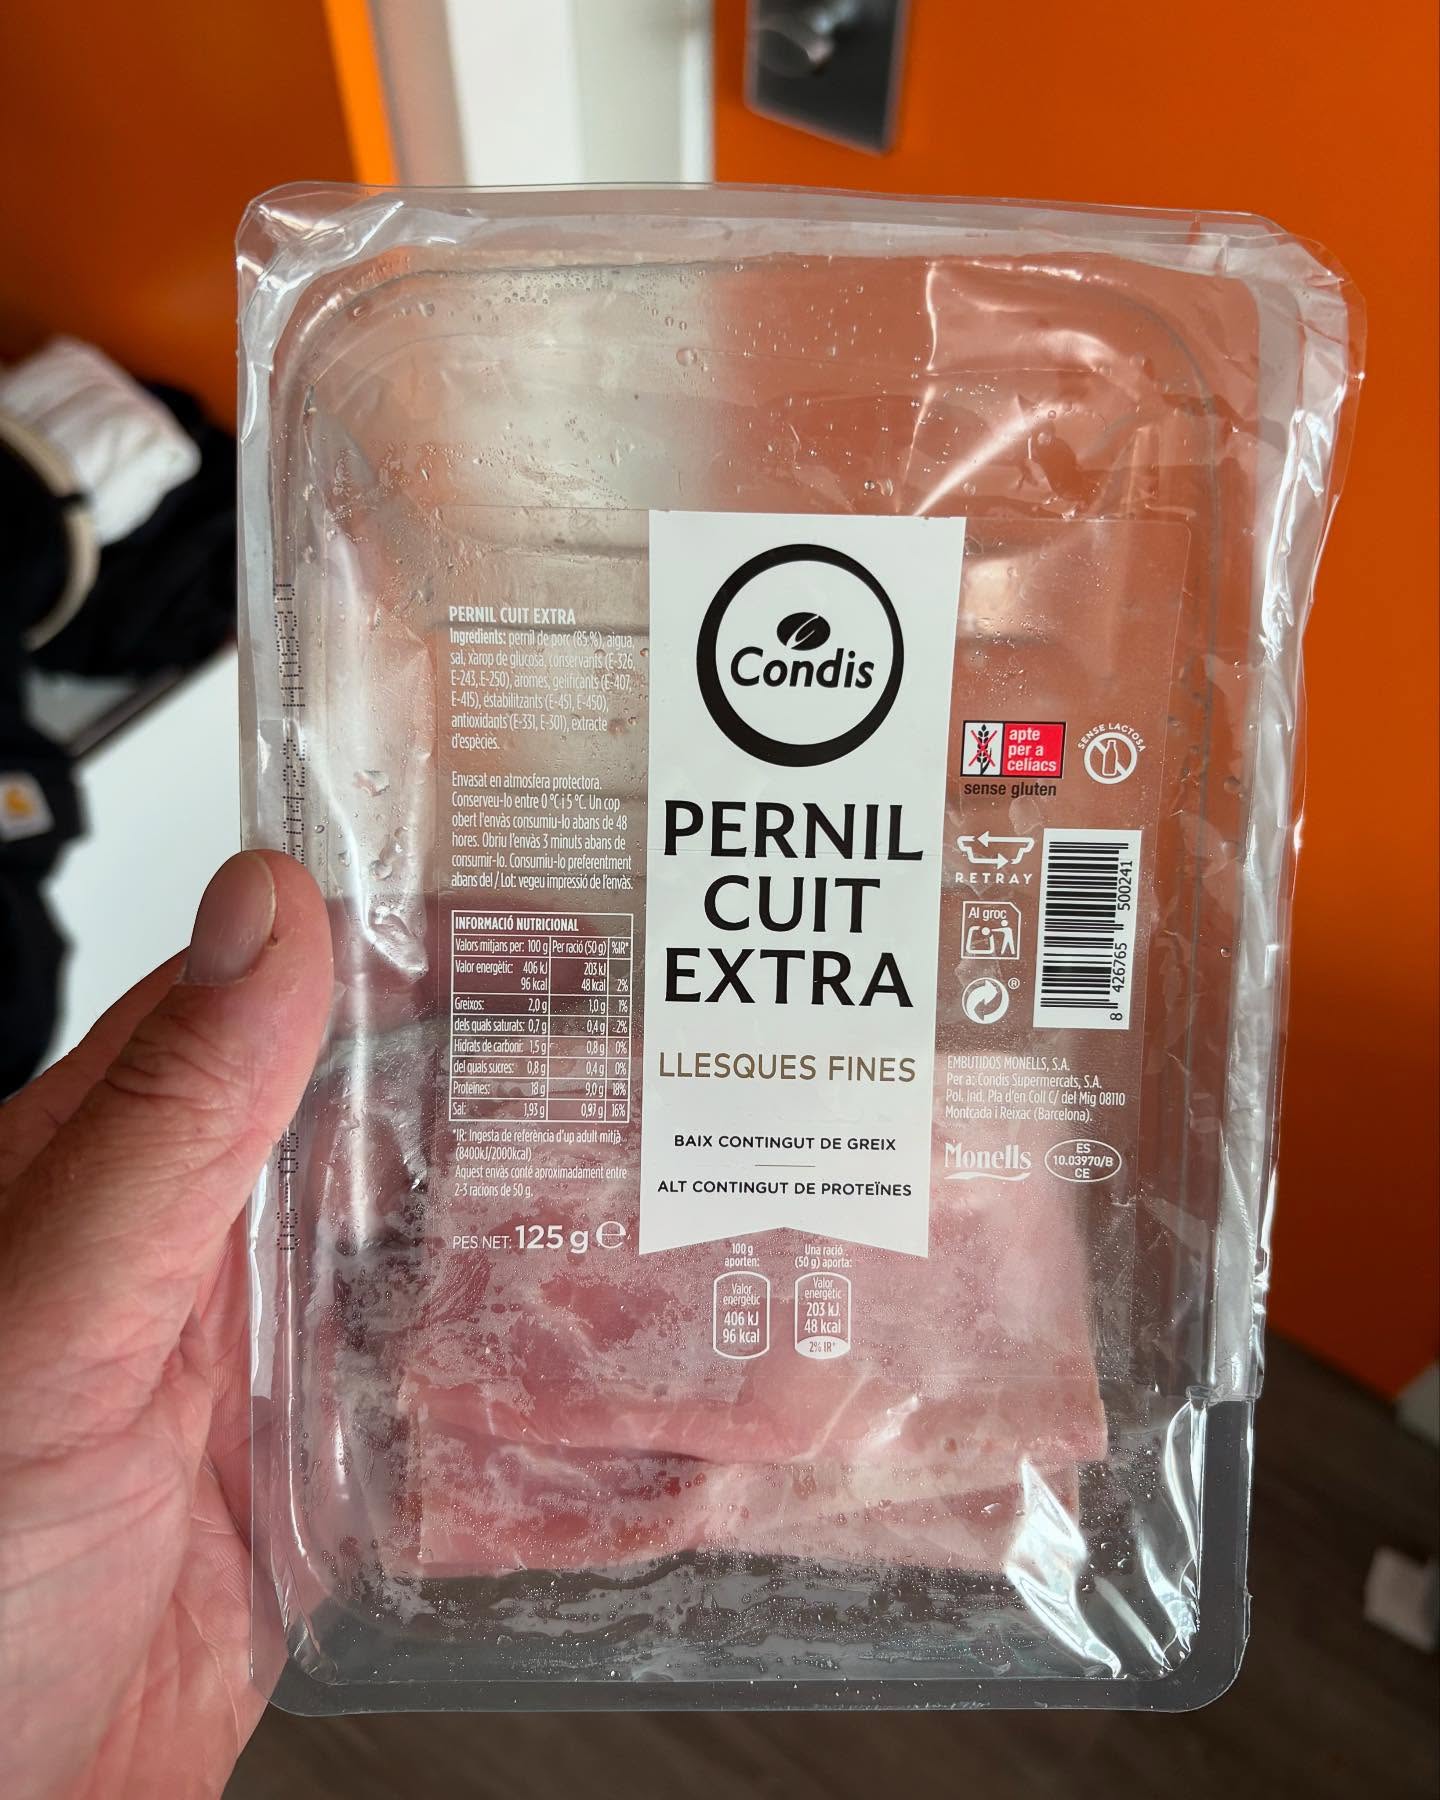 PERNIL CUIT EXTRA
Ingredients: pernil de porc (85 %), aigua,
sal, xarop de glucosa, conservants (E-326,
E-243, E-250), aromes, gelificants (E-407,
E-415), estabilitzants (E-451, E-450),
antioxidants (E-331, E-301), extracte
d'espècies.
Envasat en atmosfera protectora.
Conserveu-lo entre 0 °C i 5 °C. Un cop
obert l'envàs consumiu-lo abans de 48
hores. Obriu l'envàs 3 minuts abans de
consumir-lo. Consumiu-lo preferentment
abans del / Lot: vegeu impressió de l'envàs.
INFORMACIÓ NUTRICIONAL
Valors mitjans per: 100 g Per ració (50 g) %IR*
Valor energètic: 406 kJ 203 kJ
96 kcal 48 kcal 2%
Greixos: 2,0 g 1,0 g 1%
dels quals saturats: 0,7 g 0,4 g 2%
Hidrats de carboni: 1,5 g 0,8 g 0%
del quals sucres: 0,8 g 0,4 g 0%
Proteïnes: 18 g 9,0 g 18%
Sal: 1,93 g 0,97 g 16%
*IR: Ingesta de referència d'up adult mitjà
(8400kJ/2000kcal)
Aquest envàs conté aproximadament entre
2-3 racions de 50 g.
PES NET: 125 g e
Condis
PERNIL
CUIT
EXTRA
LLESQUES FINES
BAIX CONTINGUT DE GREIX
ALT CONTINGUT DE PROTEÏNES
100 g
aporten:
Valor
energètic
406 kJ
96 kcal
Una ració
(50 g) aporta:
Valor
energètic
203 kJ
48 kcal
2% IR*
apte
per a
celíacs
sense gluten
SENSE LACTOSA
RETRAY
Al groc
®
8 426765 500241
EMBUTIDOS MONELLS, S.A.
Per a: Condis Supermercats, S.A.
Pol. Ind. Pla d'en Coll C/ del Mig 08110
Montcada i Reixac (Barcelona).
Monells
ES
10.03970/B
CE